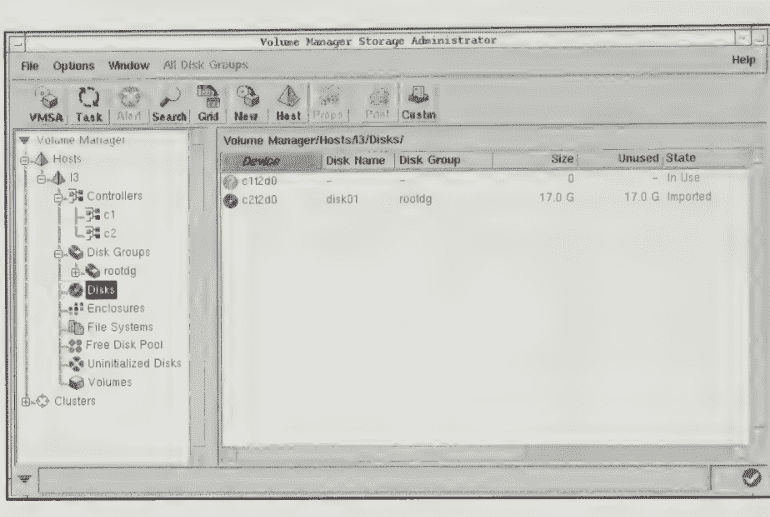 Volume Manager Storage Administrator
File Options Window All Disk Groups Help
VMSA Task Alert Search Grid New Host Props Pool Custm
Volume Manager
Hosts
l3
Controllers
c1
c2
Disk Groups
rootdg
Disks
Enclosures
File Systems
Free Disk Pool
Uninitialized Disks
Volumes
Clusters
Volume Manager/Hosts/l3/Disks/
Device Disk Name Disk Group Size Unused State
c1t2d0 - - 0 - In Use
c2t2d0 disk01 rootdg 17.0 G 17.0 G Imported